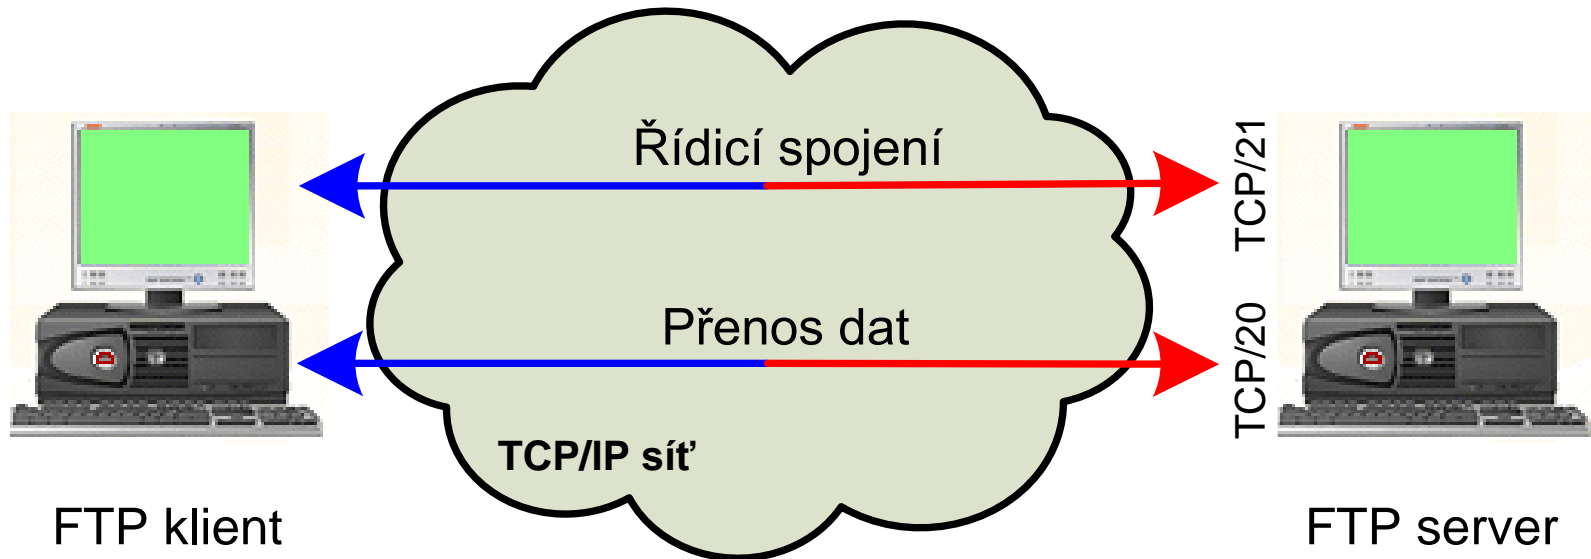 Řídicí spojení
TCP/21
Přenos dat
TCP/20
TCP/IP síť
FTP klient
FTP server